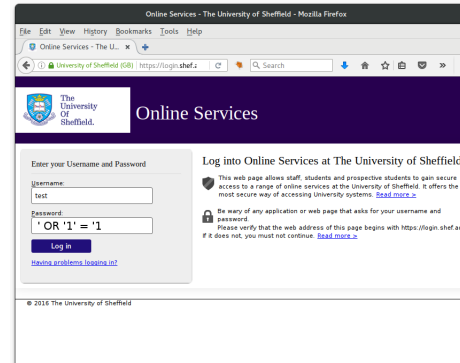 Online Services - The University of Sheffield - Mozilla Firefox
File Edit View History Bookmarks Tools Help
Online Services - The U...
University of Sheffield (GB) https://login.shef.a
Search
The
University
Of
Sheffield.
Online Services
Enter your Username and Password
Username:
test
Password:
' OR '1' = '1
Log in
Having problems logging in?
Log into Online Services at The University of Sheffield
This web page allows staff, students and prospective students to gain secure
access to a range of online services at the University of Sheffield. It offers the
most secure way of accessing University systems. Read more >
Be wary of any application or web page that asks for your username and
password.
Please verify that the web address of this page begins with https://login.shef.ac
If it does not, you must not continue. Read more >
© 2016 The University of Sheffield